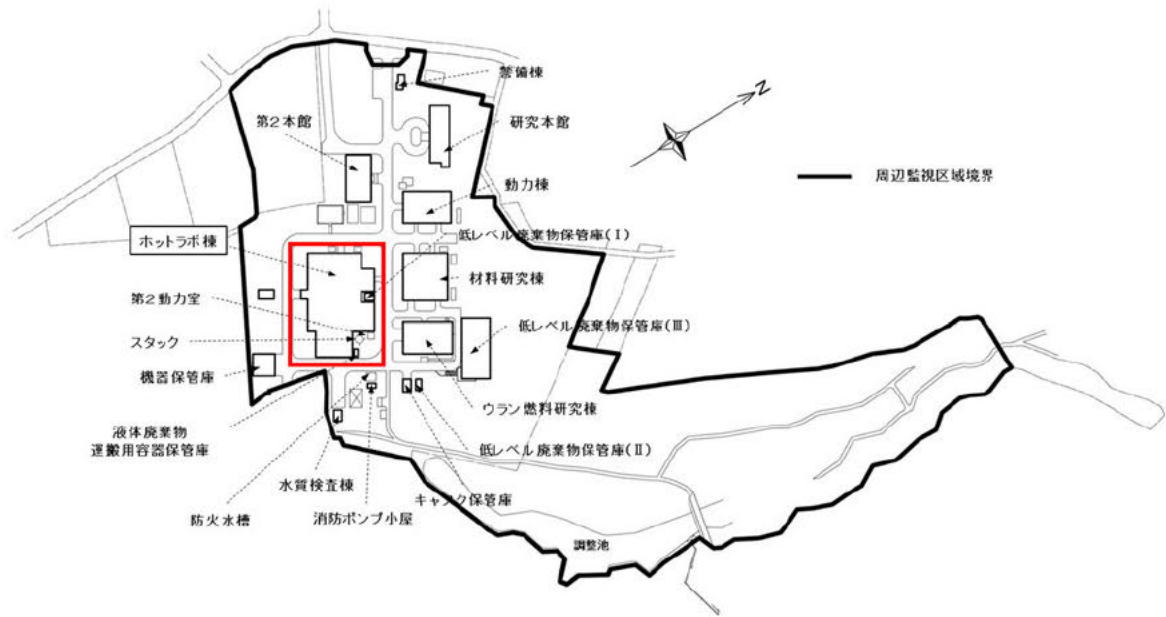 警備棟
第2本館
研究本館
N
動力棟
周辺監視区域境界
ホットラボ棟
低レベル廃棄物保管庫(Ⅰ)
材料研究棟
第2動力室
低レベル廃棄物保管庫(Ⅲ)
スタック
機器保管庫
ウラン燃料研究棟
液体廃棄物
運搬用容器保管庫
低レベル廃棄物保管庫(Ⅱ)
水質検査棟
キャスク保管庫
防火水槽
消防ポンプ小屋
調整池